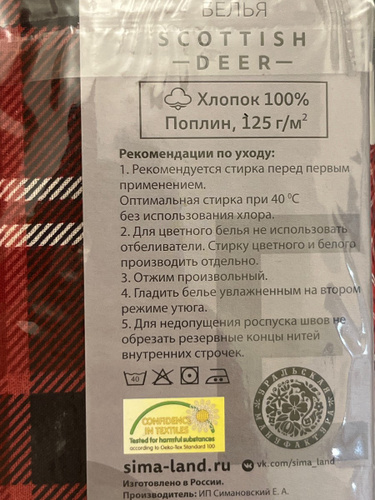 БЕЛЬЯ
SCOTTISH
DEER
Хлопок 100%
Поплин, 125 г/м²
Рекомендации по уходу:
1. Рекомендуется стирка перед первым
применением.
Оптимальная стирка при 40 °C
без использования хлора.
2. Для цветного белья не использовать
отбеливатели. Стирку цветного и белого
производить отдельно.
3. Отжим произвольный.
4. Гладить белье увлажненным на втором
режиме утюга.
5. Для недопущения роспуска швов не
обрезать резервные концы нитей
внутренних строчек.
40
CONFIDENCE
IN TEXTILES
Tested for harmful substances
according to Oeko-Tex Standard 100
УРАЛЬСКАЯ МАНУФАКТУРА
sima-land.ru
vk.com/sima_land
Изготовлено в России.
Производитель: ИП Симановский Е. А.